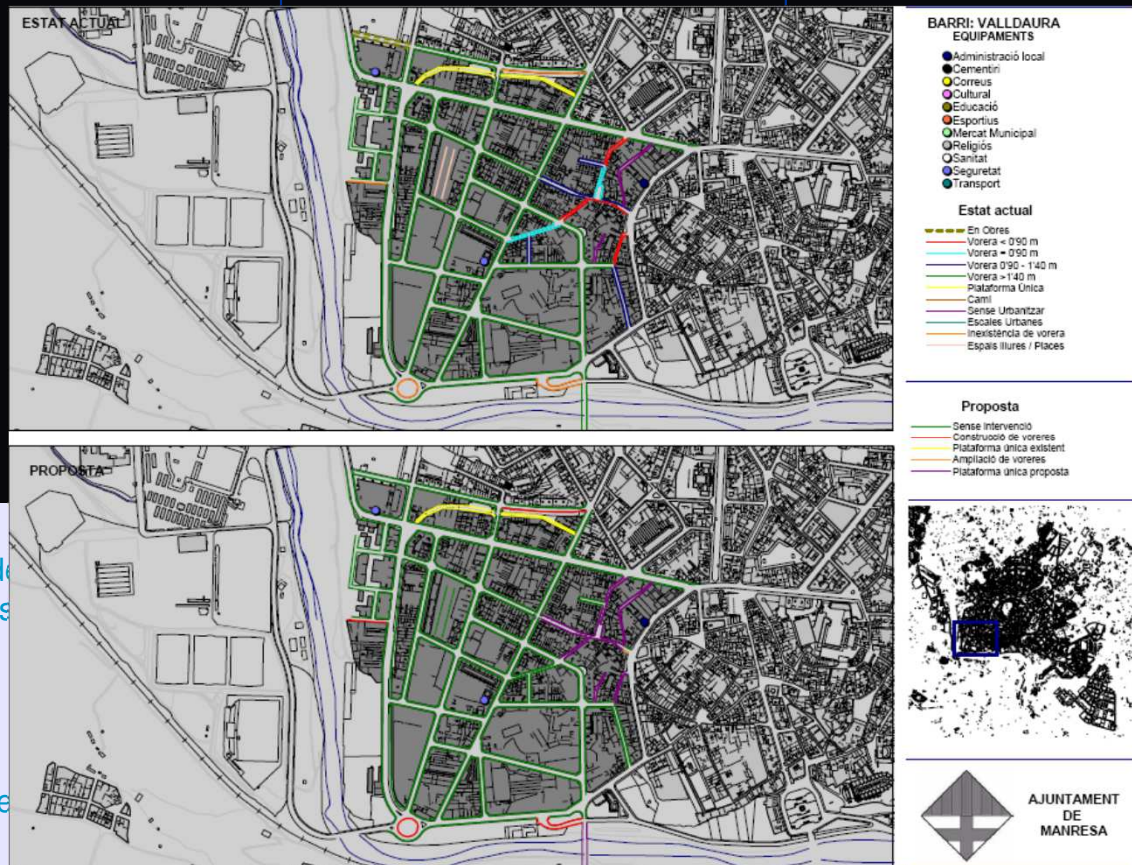 ESTAT ACTUAL
BARRI: VALLDAURA
EQUIPAMENTS
Administració local
Cementiri
Correus
Cultural
Educació
Esportius
Mercat Municipal
Religiós
Sanitat
Seguretat
Transport
Estat actual
En Obres
Vorera < 0'90 m
Vorera = 0'90 m
Vorera 0'90 - 1'40 m
Vorera >1'40 m
Plataforma Única
Camí
Sense Urbanitzar
Escales Urbanes
Inexistència de vorera
Espais lliures / Places
Proposta
Sense Intervenció
Construcció de voreres
Plataforma única existent
Ampliació de voreres
Plataforma única proposta
PROPOSTA
AJUNTAMENT
DE
MANRESA